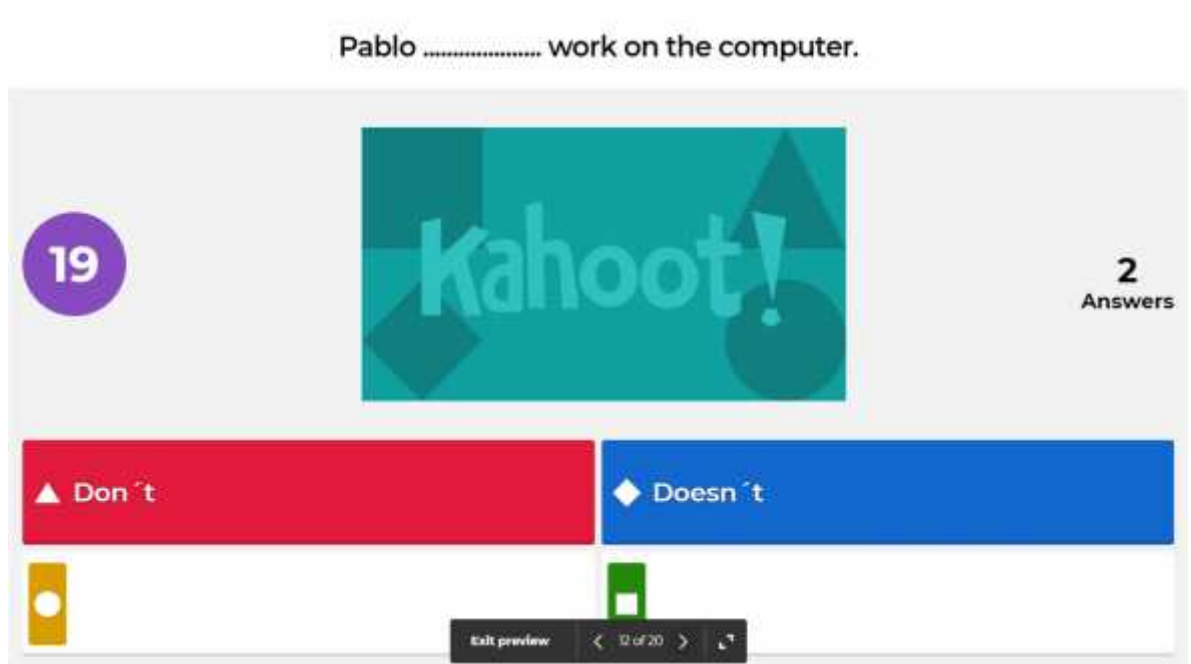 Pablo .................... work on the computer.
Kahoot!
19
2
Answers
Don ´t
Doesn ´t
Exit preview
12 of 20